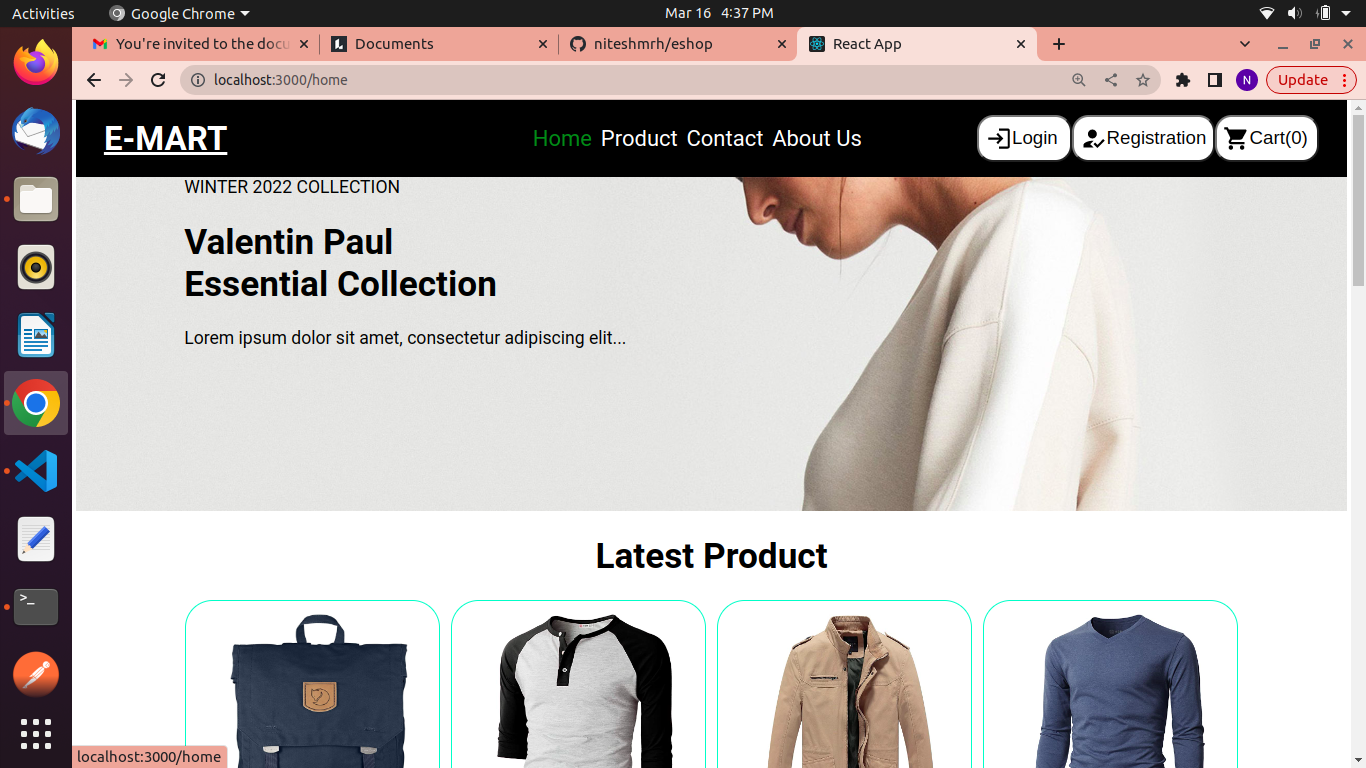 Activities Google Chrome Mar 16 4:37 PM
You're invited to the docu Documents niteshmrh/eshop React App
localhost:3000/home N Update
E-MART Home Product Contact About Us Login Registration Cart(0)
WINTER 2022 COLLECTION
Valentin Paul
Essential Collection
Lorem ipsum dolor sit amet, consectetur adipiscing elit...
Latest Product
localhost:3000/home